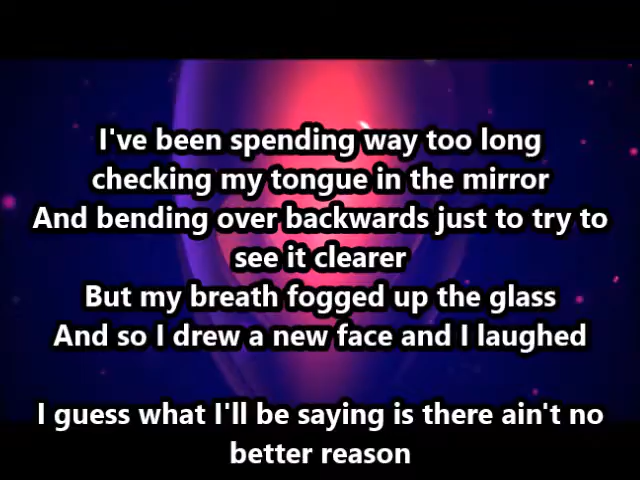 I've been spending way too long
checking my tongue in the mirror
And bending over backwards just to try to
see it clearer
But my breath fogged up the glass
And so I drew a new face and I laughed
I guess what I'll be saying is there ain't no
better reason